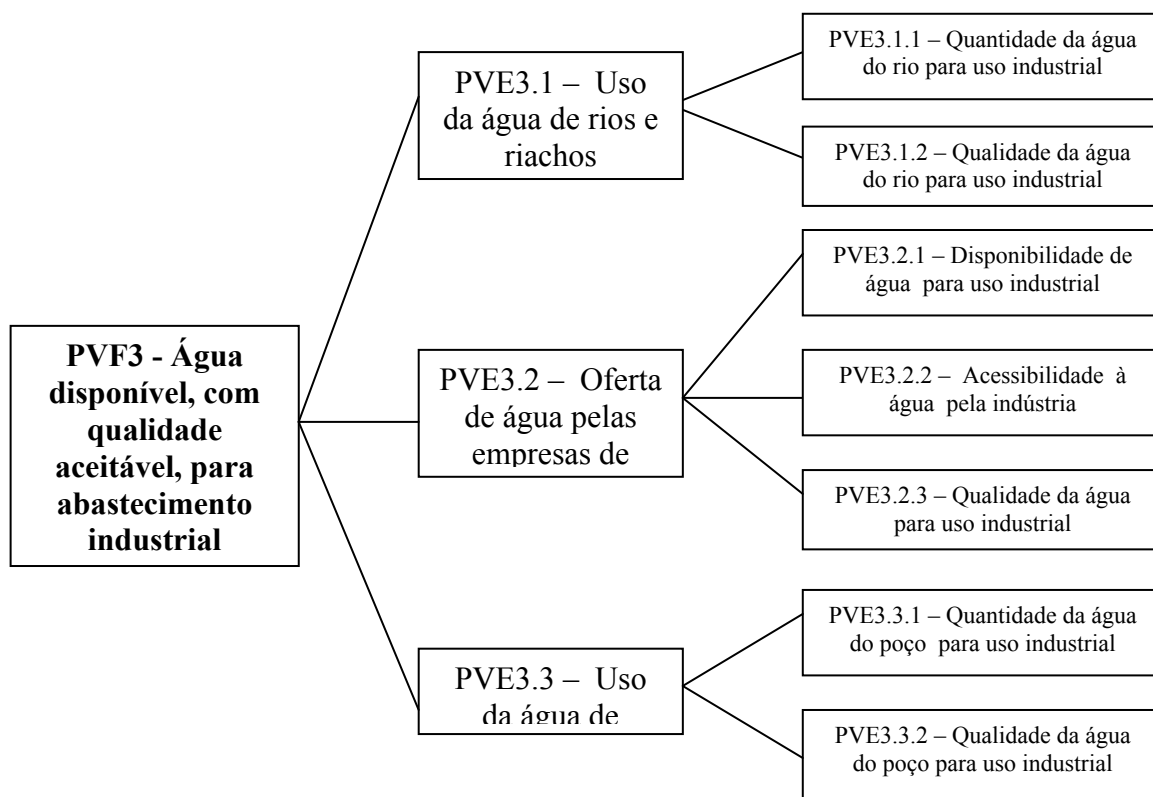 PVF3 - Água
disponível, com
qualidade
aceitável, para
abastecimento
industrial
PVE3.1 – Uso
da água de rios e
riachos
PVE3.1.1 – Quantidade da água
do rio para uso industrial
PVE3.1.2 – Qualidade da água
do rio para uso industrial
PVE3.2 – Oferta
de água pelas
empresas de
PVE3.2.1 – Disponibilidade de
água para uso industrial
PVE3.2.2 – Acessibilidade à
água pela indústria
PVE3.2.3 – Qualidade da água
para uso industrial
PVE3.3 – Uso
da água de
PVE3.3.1 – Quantidade da água
do poço para uso industrial
PVE3.3.2 – Qualidade da água
do poço para uso industrial